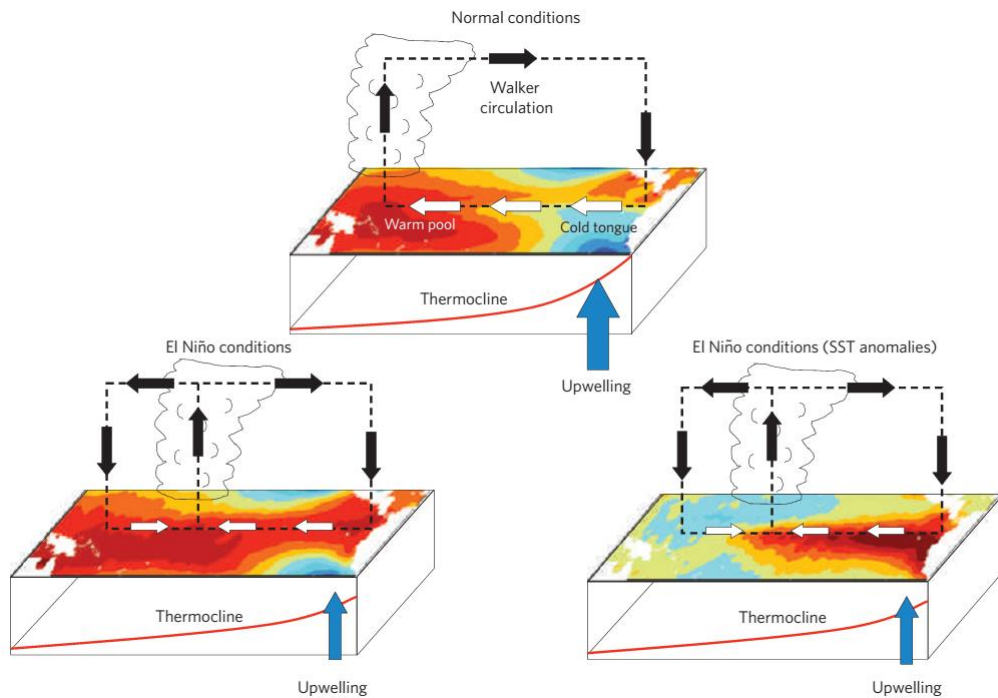 Normal conditions
Walker
circulation
Warm pool
Cold tongue
Thermocline
Upwelling
El Niño conditions
Thermocline
Upwelling
El Niño conditions (SST anomalies)
Thermocline
Upwelling